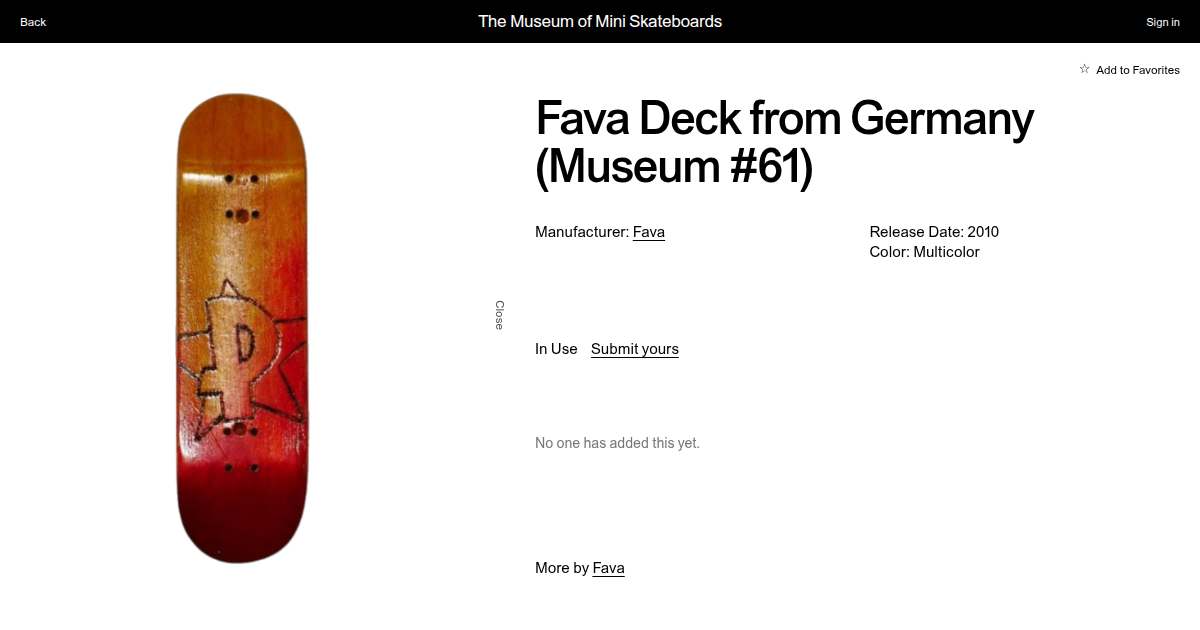 Back
The Museum of Mini Skateboards
Sign in
☆ Add to Favorites
Fava Deck from Germany
(Museum #61)
Manufacturer: Fava
Release Date: 2010
Color: Multicolor
Close
In Use Submit yours
No one has added this yet.
More by Fava
P